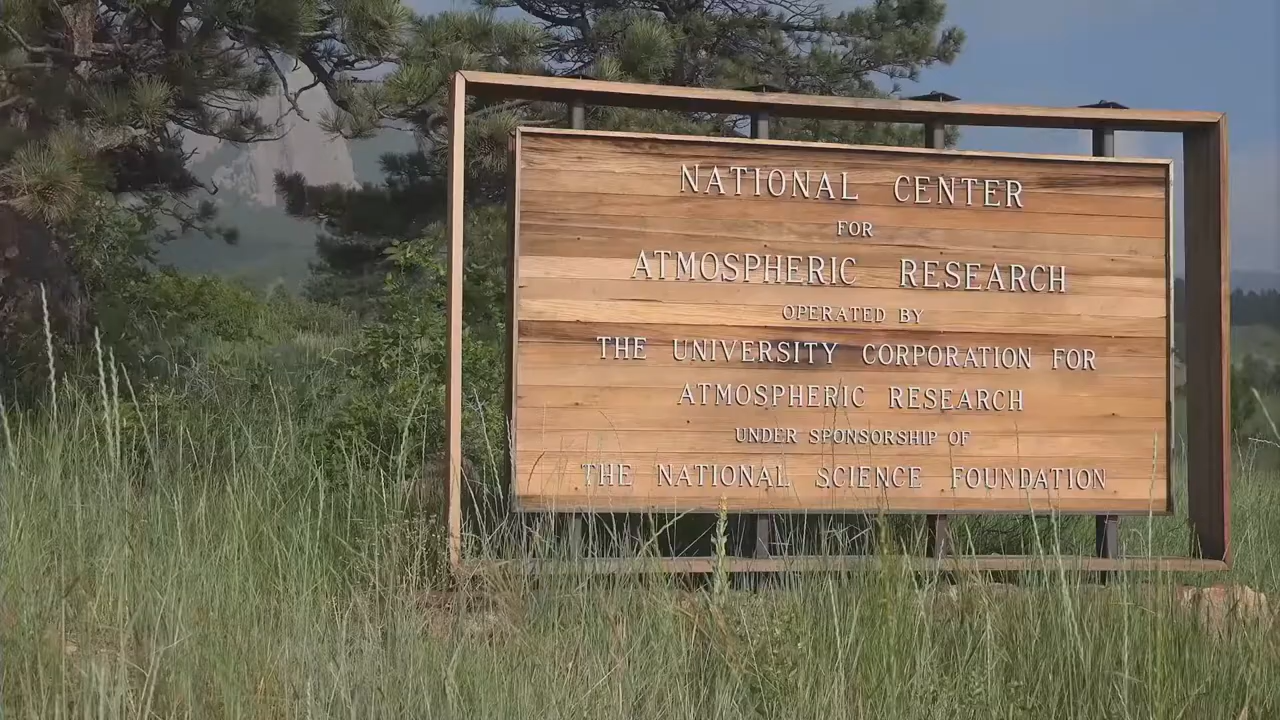 NATIONAL CENTER
FOR
ATMOSPHERIC RESEARCH
OPERATED BY
THE UNIVERSITY CORPORATION FOR
ATMOSPHERIC RESEARCH
UNDER SPONSORSHIP OF
THE NATIONAL SCIENCE FOUNDATION